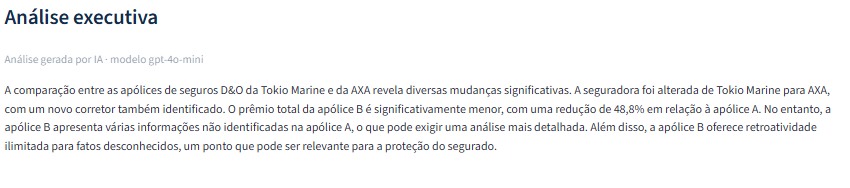 Análise executiva
Análise gerada por IA · modelo gpt-4o-mini
A comparação entre as apólices de seguros D&O da Tokio Marine e da AXA revela diversas mudanças significativas. A seguradora foi alterada de Tokio Marine para AXA,
com um novo corretor também identificado. O prêmio total da apólice B é significativamente menor, com uma redução de 48,8% em relação à apólice A. No entanto, a
apólice B apresenta várias informações não identificadas na apólice A, o que pode exigir uma análise mais detalhada. Além disso, a apólice B oferece retroatividade
ilimitada para fatos desconhecidos, um ponto que pode ser relevante para a proteção do segurado.